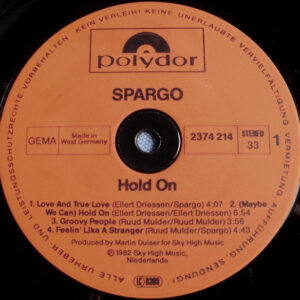 KEIN VERLEIH! KEINE UNERLAUBTE VERVIELFÄLTIGUNG, VERMIETUNG, AUFFÜHRUNG, SENDUNG!
ALLE URHEBER- UND LEISTUNGSSCHUTZRECHTE VORBEHALTEN
polydor
SPARGO
GEMA
Made in
West Germany
2374 214
STEREO
33
1
Hold On
1. Love And True Love (Ellert Driessen/Spargo) 4:07 2. (Maybe
We Can) Hold On (Ellert Driessen/Ellert Driessen) 6:54
3. Groovy People (Ruud Mulder/Ruud Mulder) 3:38
4. Feelin' Like A Stranger (Ruud Mulder/Spargo) 4:43
Produced by Martin Duiser for Sky High Music
℗ 1982 Sky High Music,
Niederlande